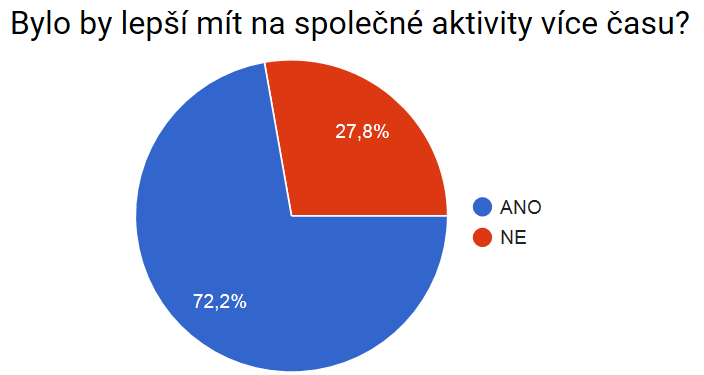 Bylo by lepší mít na společné aktivity více času?
27,8%
72,2%
ANO
NE